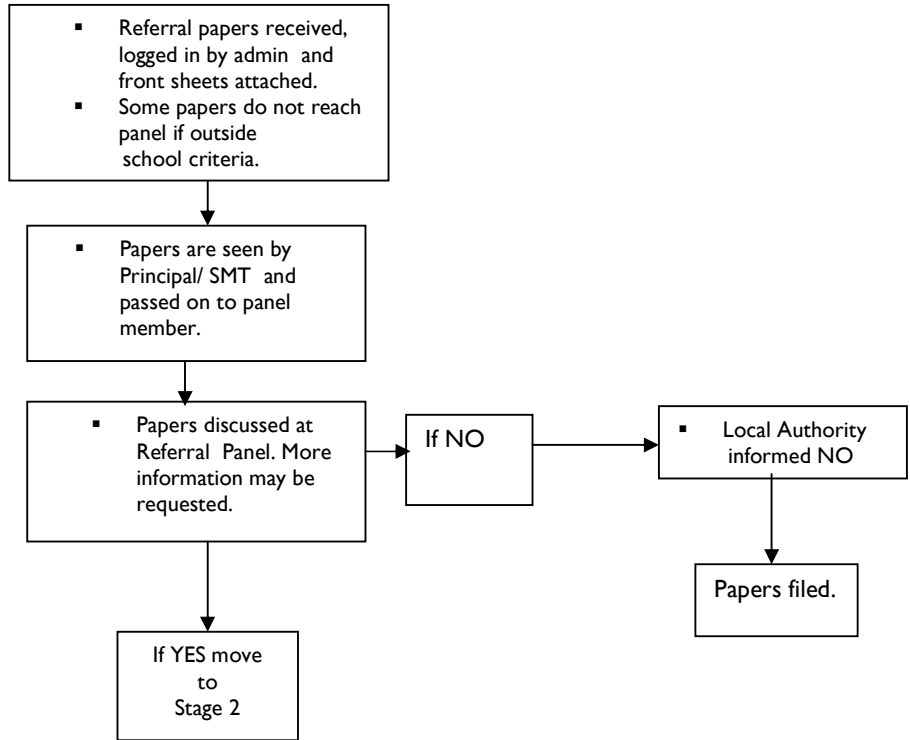 ▪ Referral papers received,
logged in by admin and
front sheets attached.
▪ Some papers do not reach
panel if outside
school criteria.
▪ Papers are seen by
Principal/ SMT and
passed on to panel
member.
▪ Papers discussed at
Referral Panel. More
information may be
requested.
If NO
▪ Local Authority
informed NO
Papers filed.
If YES move
to
Stage 2